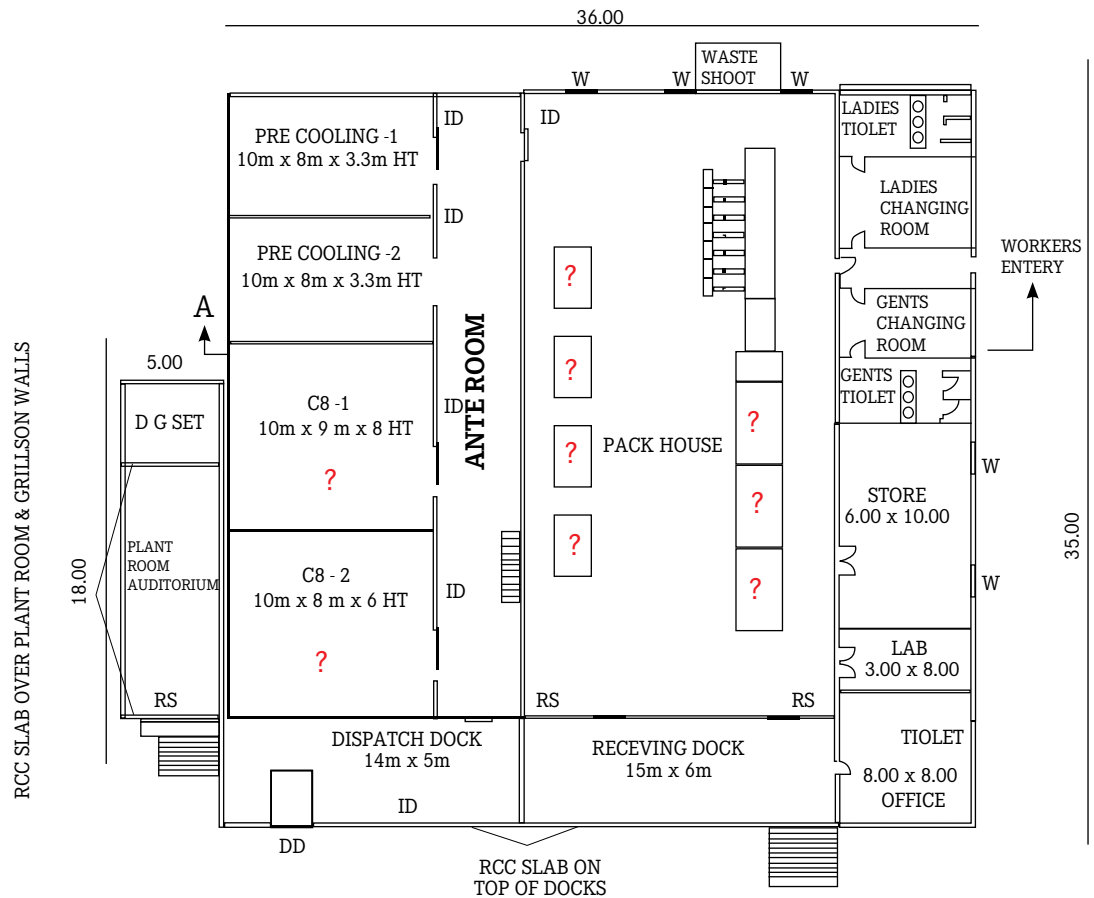 36.00
WASTE
SHOOT
W
W
W
ID
ID
LADIES
TIOLET
PRE COOLING -1
10m x 8m x 3.3m HT
LADIES
CHANGING
ROOM
ID
PRE COOLING -2
10m x 8m x 3.3m HT
WORKERS
ENTERY
?
A
GENTS
CHANGING
ROOM
RCC SLAB OVER PLANT ROOM & GRILLSON WALLS
5.00
?
GENTS
TIOLET
D G SET
C8 -1
10m x 9 m x 8 HT
ID
ANTE ROOM
?
?
PACK HOUSE
?
W
?
STORE
6.00 x 10.00
?
35.00
PLANT
ROOM
AUDITORIUM
18.00
C8 - 2
10m x 8 m x 6 HT
ID
?
W
?
LAB
3.00 x 8.00
RS
RS
RS
DISPATCH DOCK
14m x 5m
RECEVING DOCK
15m x 6m
TIOLET
8.00 x 8.00
OFFICE
ID
DD
RCC SLAB ON
TOP OF DOCKS